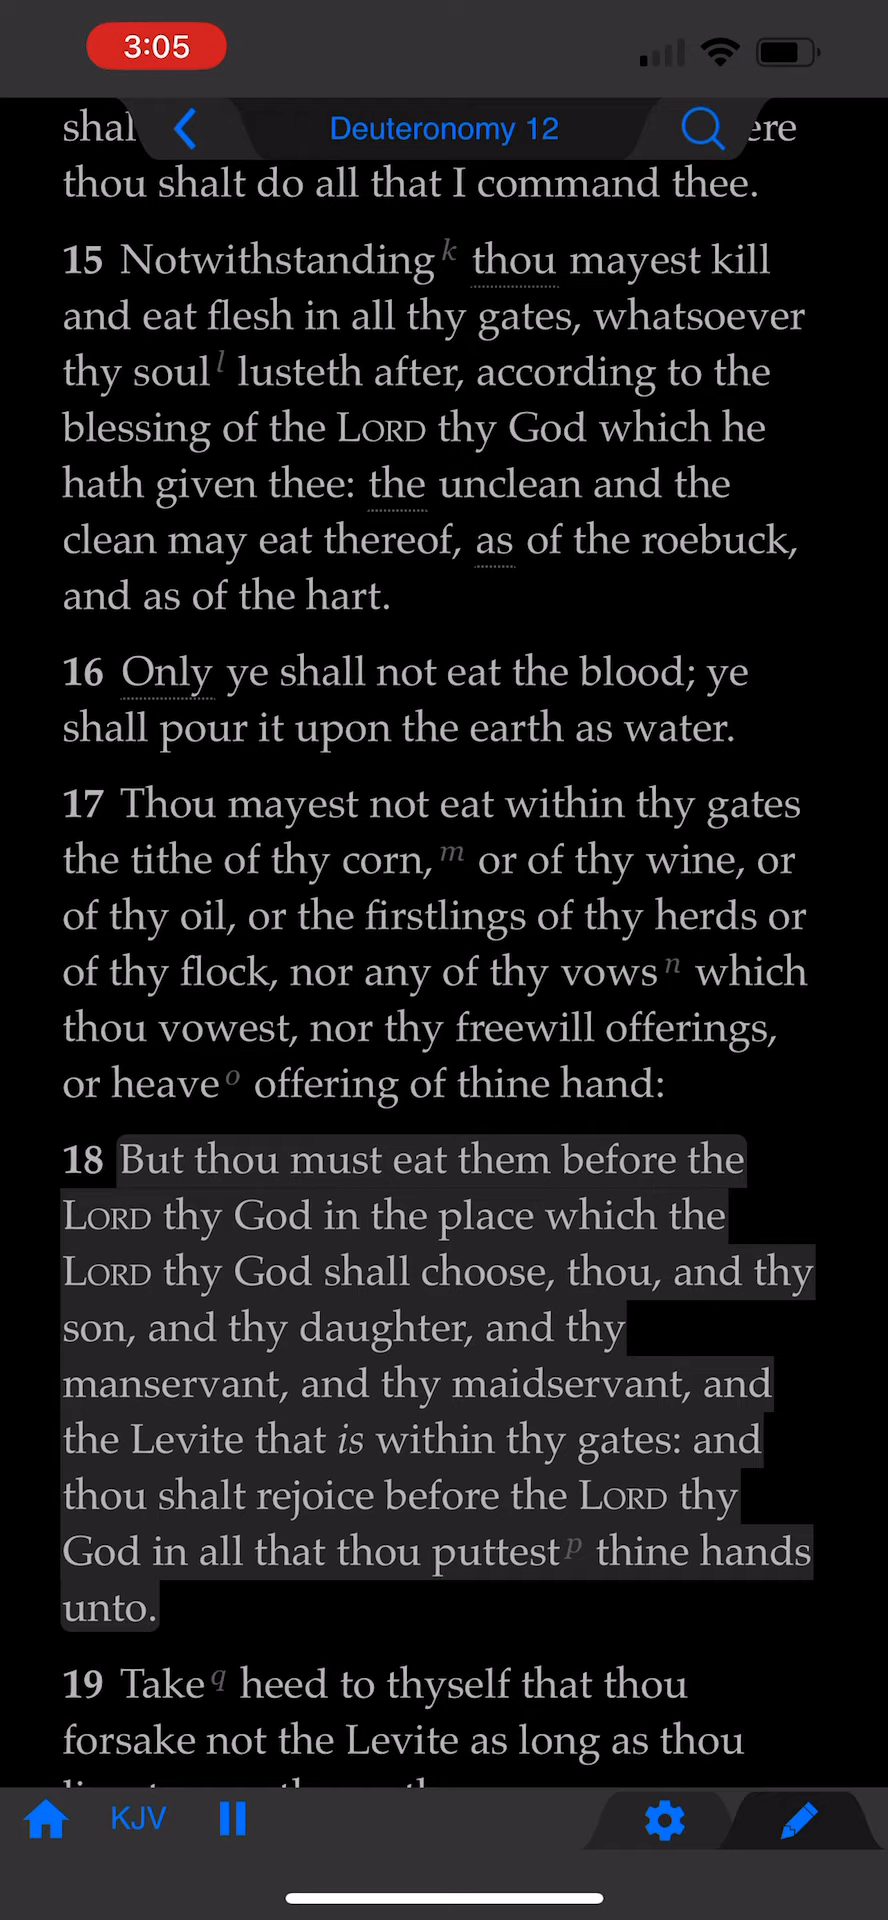 3:05
Deuteronomy 12
thou shalt do all that I command thee.
15 Notwithstanding k thou mayest kill
and eat flesh in all thy gates, whatsoever
thy soul l lusteth after, according to the
blessing of the LORD thy God which he
hath given thee: the unclean and the
clean may eat thereof, as of the roebuck,
and as of the hart.
16 Only ye shall not eat the blood; ye
shall pour it upon the earth as water.
17 Thou mayest not eat within thy gates
the tithe of thy corn, m or of thy wine, or
of thy oil, or the firstlings of thy herds or
of thy flock, nor any of thy vows n which
thou vowest, nor thy freewill offerings,
or heave o offering of thine hand:
18 But thou must eat them before the
LORD thy God in the place which the
LORD thy God shall choose, thou, and thy
son, and thy daughter, and thy
manservant, and thy maidservant, and
the Levite that is within thy gates: and
thou shalt rejoice before the LORD thy
God in all that thou puttest p thine hands
unto.
19 Take q heed to thyself that thou
forsake not the Levite as long as thou
KJV